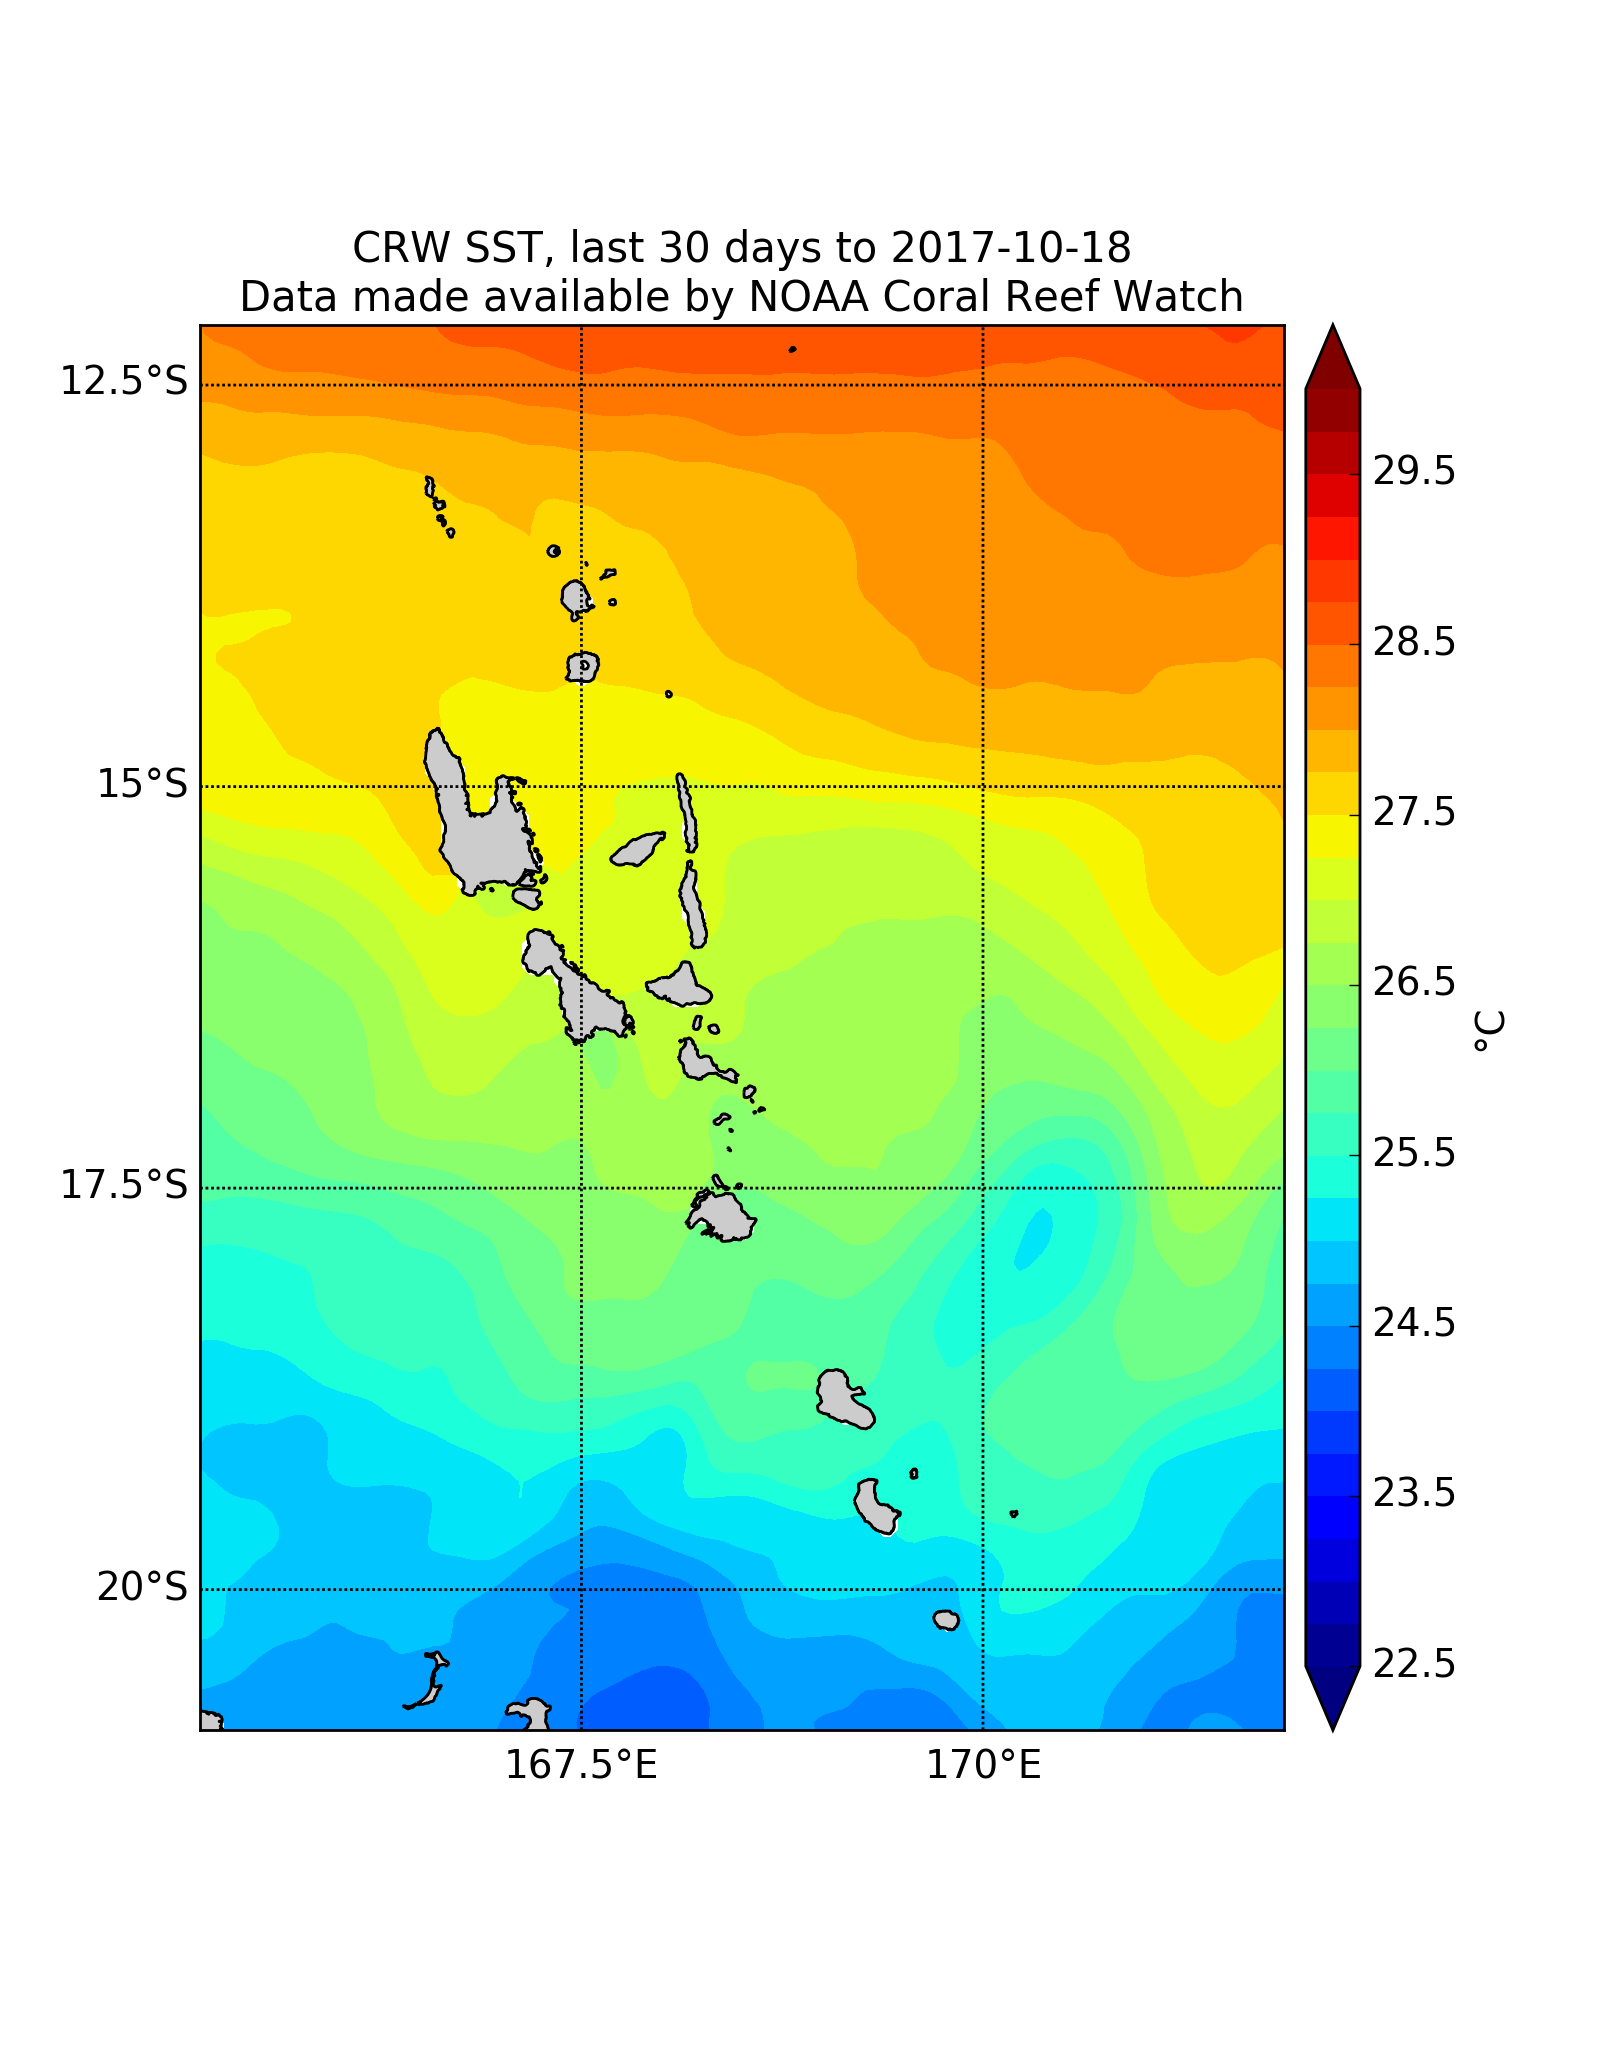 CRW SST, last 30 days to 2017-10-18
Data made available by NOAA Coral Reef Watch
12.5°S
15°S
17.5°S
20°S
167.5°E
170°E
29.5
28.5
27.5
26.5
25.5
24.5
23.5
22.5
°C